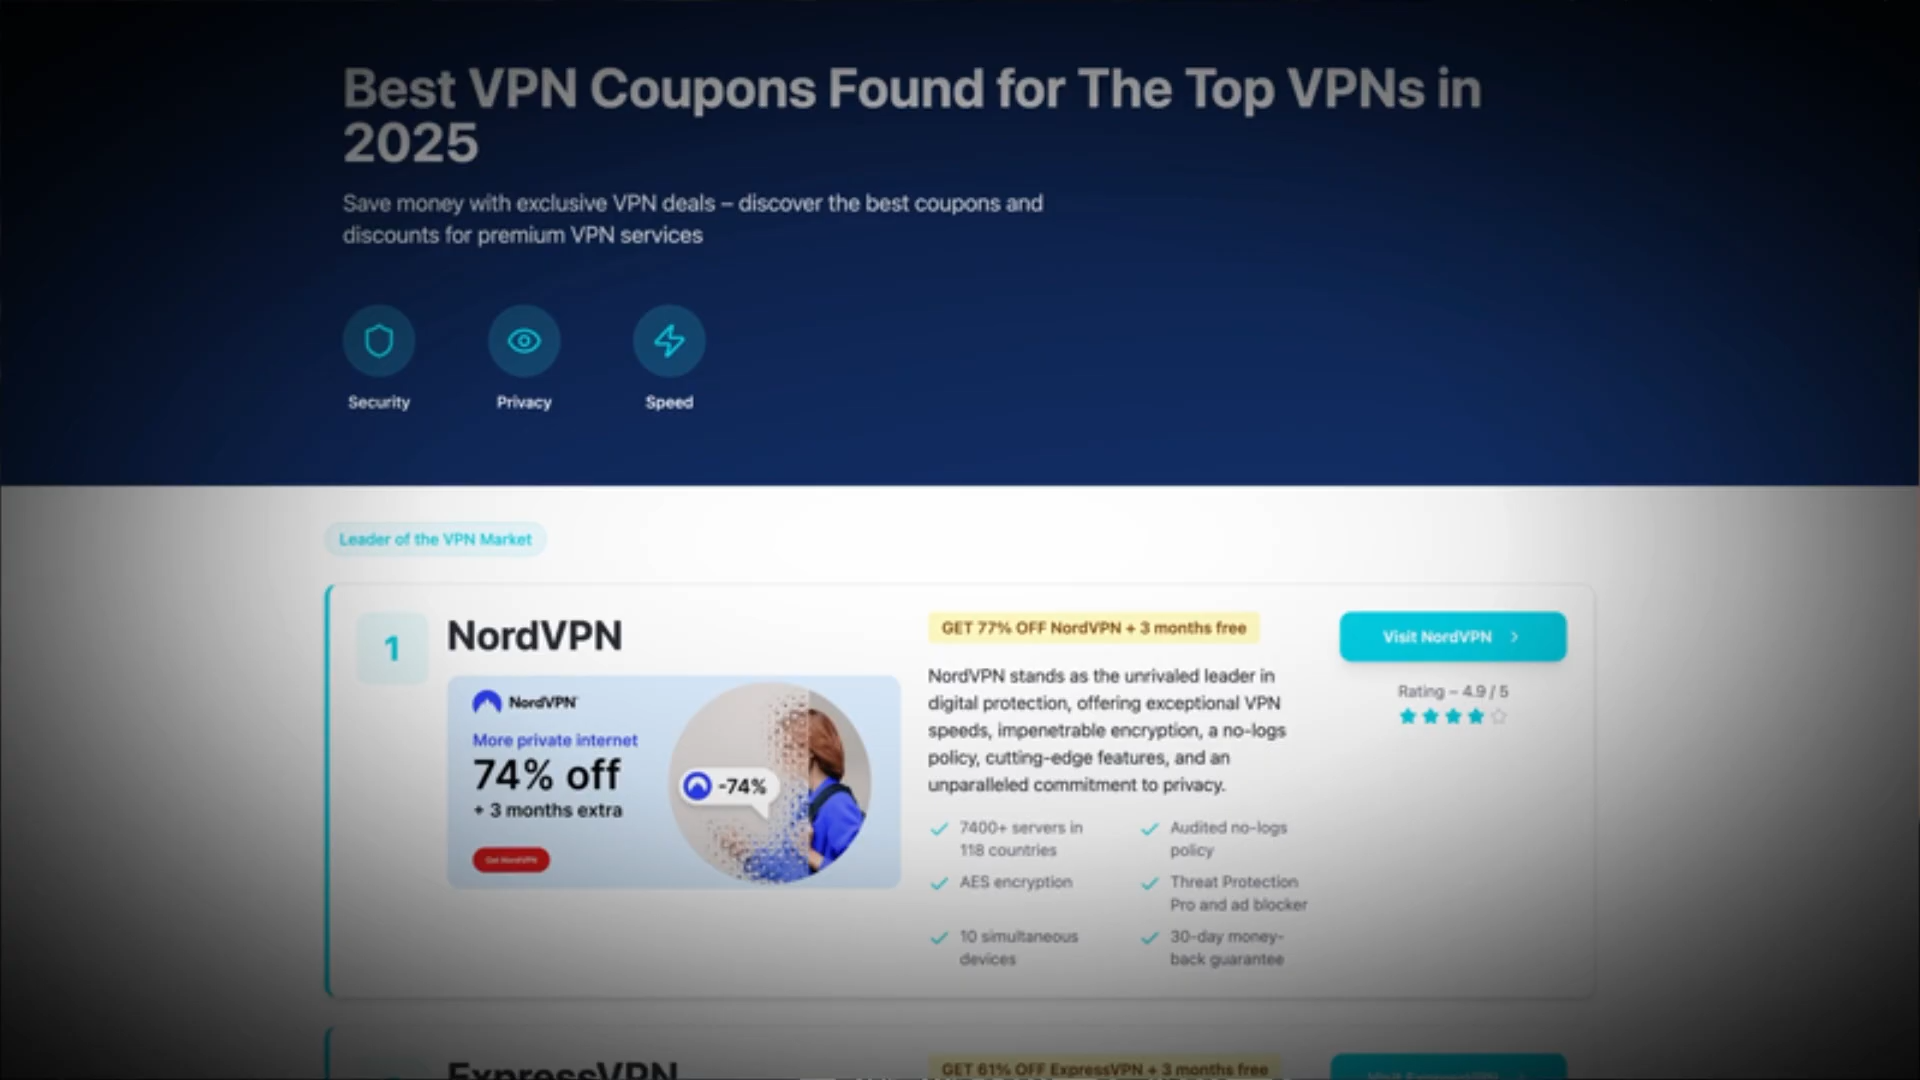 Best VPN Coupons Found for The Top VPNs in
2025
Save money with exclusive VPN deals – discover the best coupons and
discounts for premium VPN services
Security
Privacy
Speed
Leader of the VPN Market
1
NordVPN
NordVPN
More private internet
74% off
+ 3 months extra
Get NordVPN
-74%
GET 77% OFF NordVPN + 3 months free
NordVPN stands as the unrivaled leader in
digital protection, offering exceptional VPN
speeds, impenetrable encryption, a no-logs
policy, cutting-edge features, and an
unparalleled commitment to privacy.
7400+ servers in
118 countries
Audited no-logs
policy
AES encryption
Threat Protection
Pro and ad blocker
10 simultaneous
devices
30-day money-
back guarantee
Visit NordVPN
Rating – 4.9 / 5
ExpressVPN
GET 61% OFF ExpressVPN + 3 months free
Visit ExpressVPN